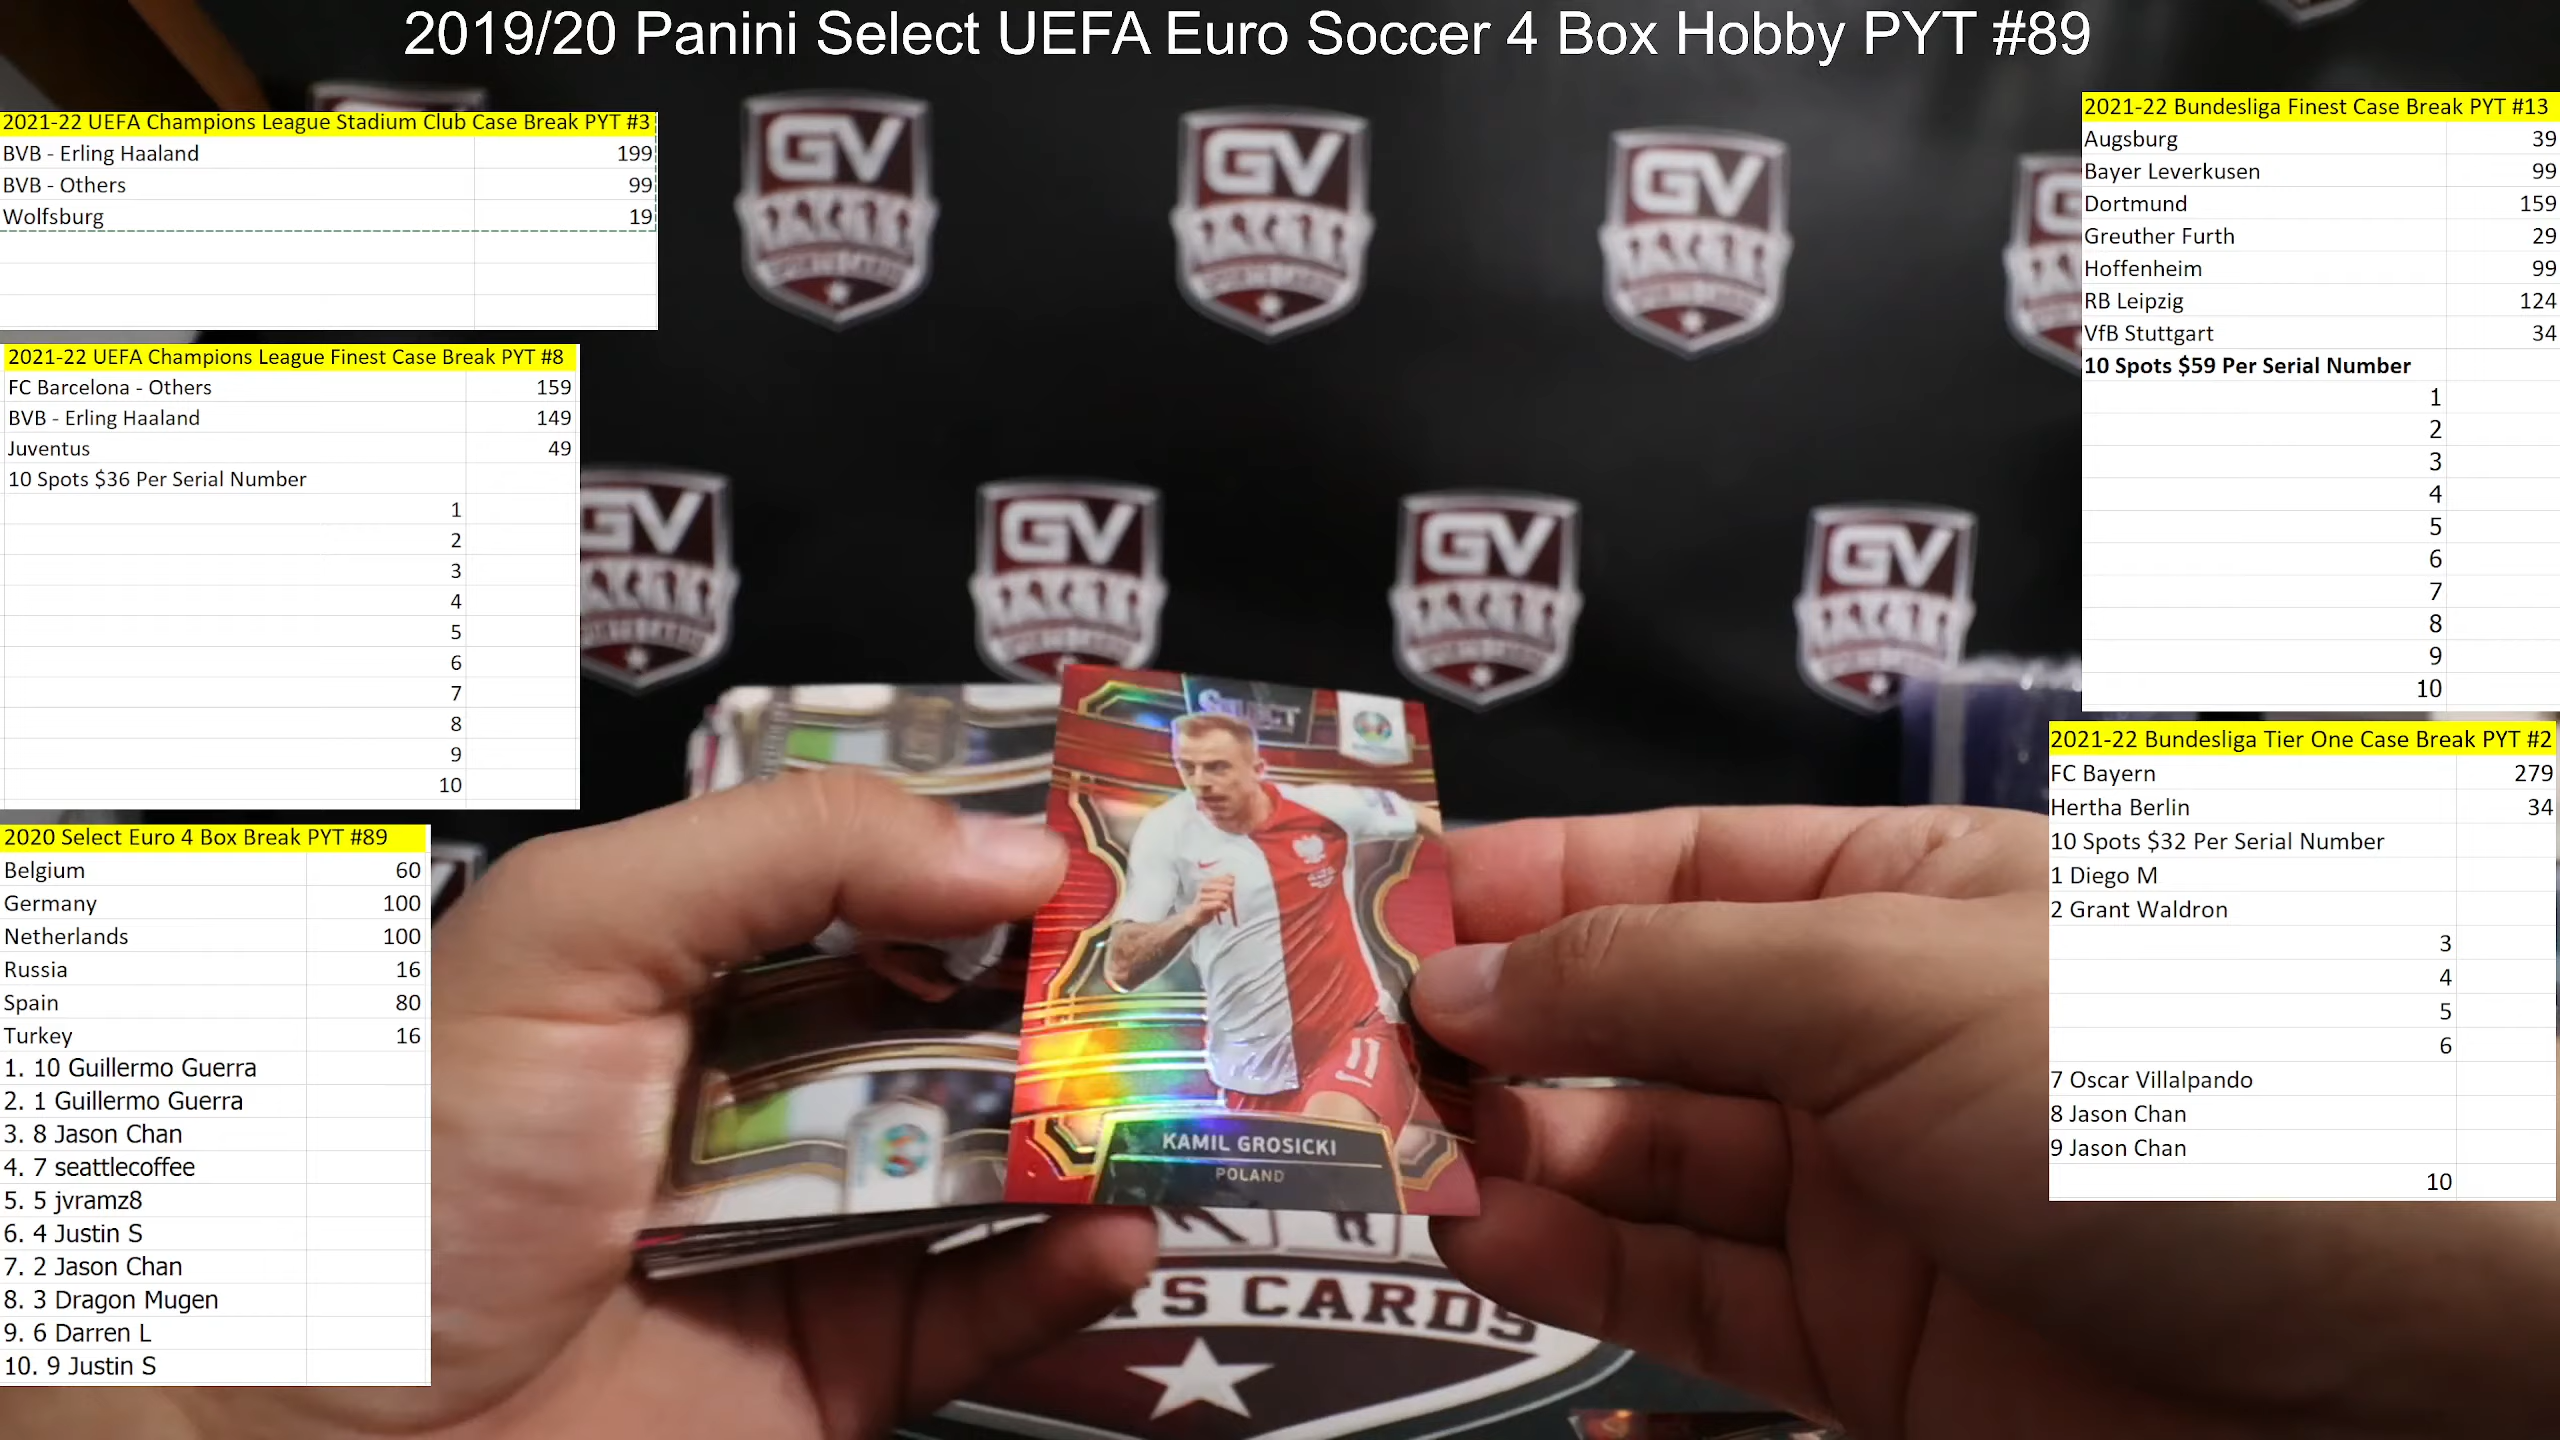 2019/20 Panini Select UEFA Euro Soccer 4 Box Hobby PYT #89
2021-22 UEFA Champions League Stadium Club Case Break PYT #3
BVB - Erling Haaland 199
BVB - Others 99
Wolfsburg 19
2021-22 UEFA Champions League Finest Case Break PYT #8
FC Barcelona - Others 159
BVB - Erling Haaland 149
Juventus 49
10 Spots $36 Per Serial Number
1
2
3
4
5
6
7
8
9
10
2020 Select Euro 4 Box Break PYT #89
Belgium 60
Germany 100
Netherlands 100
Russia 16
Spain 80
Turkey 16
1. 10 Guillermo Guerra
2. 1 Guillermo Guerra
3. 8 Jason Chan
4. 7 seattlecoffee
5. 5 jvramz8
6. 4 Justin S
7. 2 Jason Chan
8. 3 Dragon Mugen
9. 6 Darren L
10. 9 Justin S
2021-22 Bundesliga Finest Case Break PYT #13
Augsburg 39
Bayer Leverkusen 99
Dortmund 159
Greuther Furth 29
Hoffenheim 99
RB Leipzig 124
VfB Stuttgart 34
10 Spots $59 Per Serial Number
1
2
3
4
5
6
7
8
9
10
2021-22 Bundesliga Tier One Case Break PYT #2
FC Bayern 279
Hertha Berlin 34
10 Spots $32 Per Serial Number
1 Diego M
2 Grant Waldron
3
4
5
6
7 Oscar Villalpando
8 Jason Chan
9 Jason Chan
10
GV
GV
GV
GV
GV
GV
GV
SELECT
11
11
KAMIL GROSICKI
POLAND
CARDS